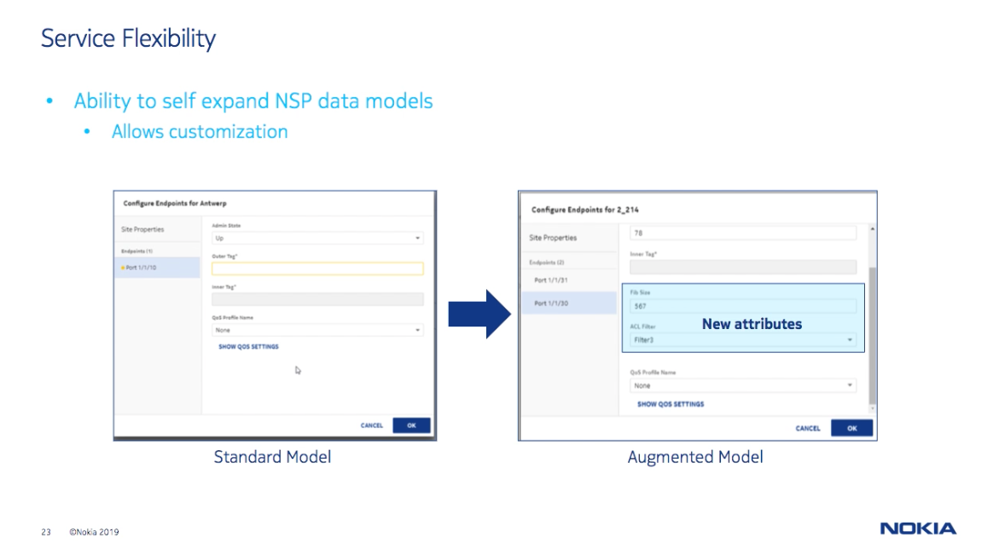 Service Flexibility
• Ability to self expand NSP data models
• Allows customization
Configure Endpoints for Antwerp
Site Properties
Endpoints (1)
Port 1/1/10
Admin State
Up
Outer Tag*
Inner Tag*
QoS Profile Name
None
SHOW QOS SETTINGS
CANCEL OK
Standard Model
Configure Endpoints for 2_214
Site Properties
Endpoints (2)
Port 1/1/31
Port 1/1/30
78
Inner Tag*
Fib Size
567
New attributes
ACL Filter
Filter3
QoS Profile Name
None
SHOW QOS SETTINGS
CANCEL OK
Augmented Model
23 ©Nokia 2019
NOKIA